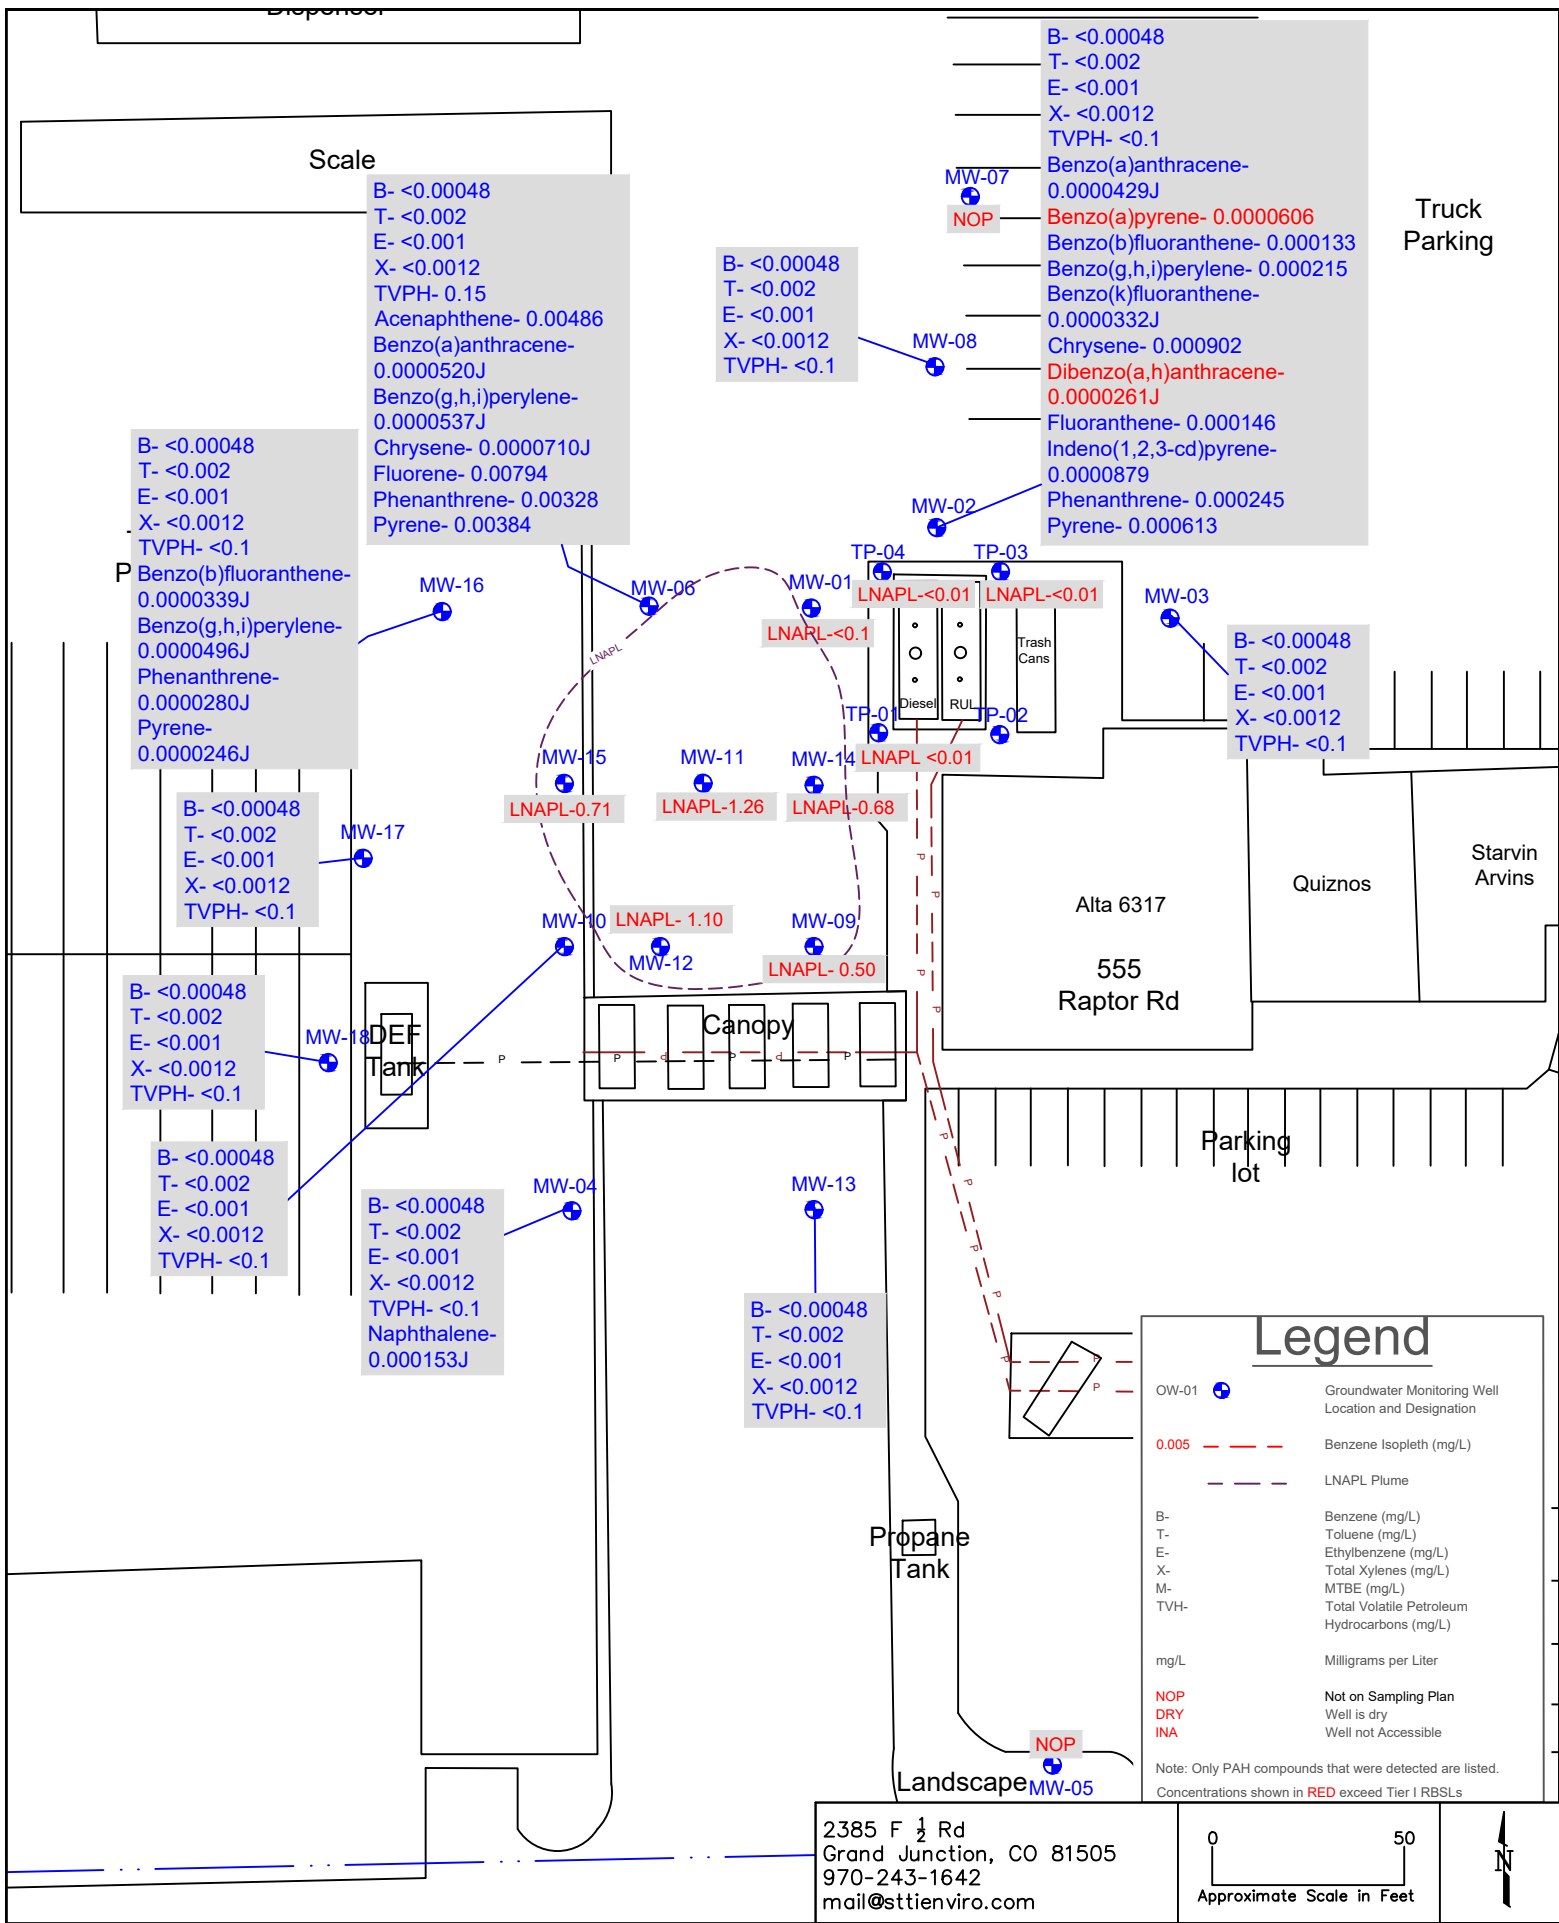 Scale
B- <0.00048
T- <0.002
E- <0.001
X- <0.0012
TVPH- <0.1
Benzo(a)anthracene-
0.0000429J
Benzo(a)pyrene- 0.0000606
Benzo(b)fluoranthene- 0.000133
Benzo(g,h,i)perylene- 0.000215
Benzo(k)fluoranthene-
0.0000332J
Chrysene- 0.000902
Dibenzo(a,h)anthracene-
0.0000261J
Fluoranthene- 0.000146
Indeno(1,2,3-cd)pyrene-
0.0000879
Phenanthrene- 0.000245
Pyrene- 0.000613
MW-07
NOP
Truck
Parking
B- <0.00048
T- <0.002
E- <0.001
X- <0.0012
TVPH- 0.15
Acenaphthene- 0.00486
Benzo(a)anthracene-
0.0000520J
Benzo(g,h,i)perylene-
0.0000537J
Chrysene- 0.0000710J
Fluorene- 0.00794
Phenanthrene- 0.00328
Pyrene- 0.00384
B- <0.00048
T- <0.002
E- <0.001
X- <0.0012
TVPH- <0.1
MW-08
B- <0.00048
T- <0.002
E- <0.001
X- <0.0012
TVPH- <0.1
Benzo(b)fluoranthene-
0.0000339J
Benzo(g,h,i)perylene-
0.0000496J
Phenanthrene-
0.0000280J
Pyrene-
0.0000246J
MW-02
TP-04
TP-03
MW-16
MW-06
MW-01
LNAPL-<0.01
LNAPL-<0.01
MW-03
LNAPL-<0.1
LNAPL
Trash
Cans
Diesel
RUL
B- <0.00048
T- <0.002
E- <0.001
X- <0.0012
TVPH- <0.1
TP-01
TP-02
LNAPL <0.01
MW-15
LNAPL-0.71
MW-11
LNAPL-1.26
MW-14
LNAPL-0.68
B- <0.00048
T- <0.002
E- <0.001
X- <0.0012
TVPH- <0.1
MW-17
P
P
Alta 6317
555
Raptor Rd
Quiznos
Starvin
Arvins
MW-10
LNAPL- 1.10
MW-12
MW-09
LNAPL- 0.50
P
P
B- <0.00048
T- <0.002
E- <0.001
X- <0.0012
TVPH- <0.1
MW-18
DEF
Tank
Canopy
P
P
P
P
P
P
B- <0.00048
T- <0.002
E- <0.001
X- <0.0012
TVPH- <0.1
P
P
Parking
lot
MW-04
B- <0.00048
T- <0.002
E- <0.001
X- <0.0012
TVPH- <0.1
Naphthalene-
0.000153J
MW-13
B- <0.00048
T- <0.002
E- <0.001
X- <0.0012
TVPH- <0.1
P
P
P
P
P
Legend
OW-01 Groundwater Monitoring Well
Location and Designation
0.005 Benzene Isopleth (mg/L)
LNAPL Plume
B- Benzene (mg/L)
T- Toluene (mg/L)
E- Ethylbenzene (mg/L)
X- Total Xylenes (mg/L)
M- MTBE (mg/L)
TVH- Total Volatile Petroleum
Hydrocarbons (mg/L)
mg/L Milligrams per Liter
NOP Not on Sampling Plan
DRY Well is dry
INA Well not Accessible
Note: Only PAH compounds that were detected are listed.
Concentrations shown in RED exceed Tier I RBSLs
Propane
Tank
NOP
Landscape
MW-05
2385 F ½ Rd
Grand Junction, CO 81505
970-243-1642
mail@sttienviro.com
0 50
Approximate Scale in Feet
N